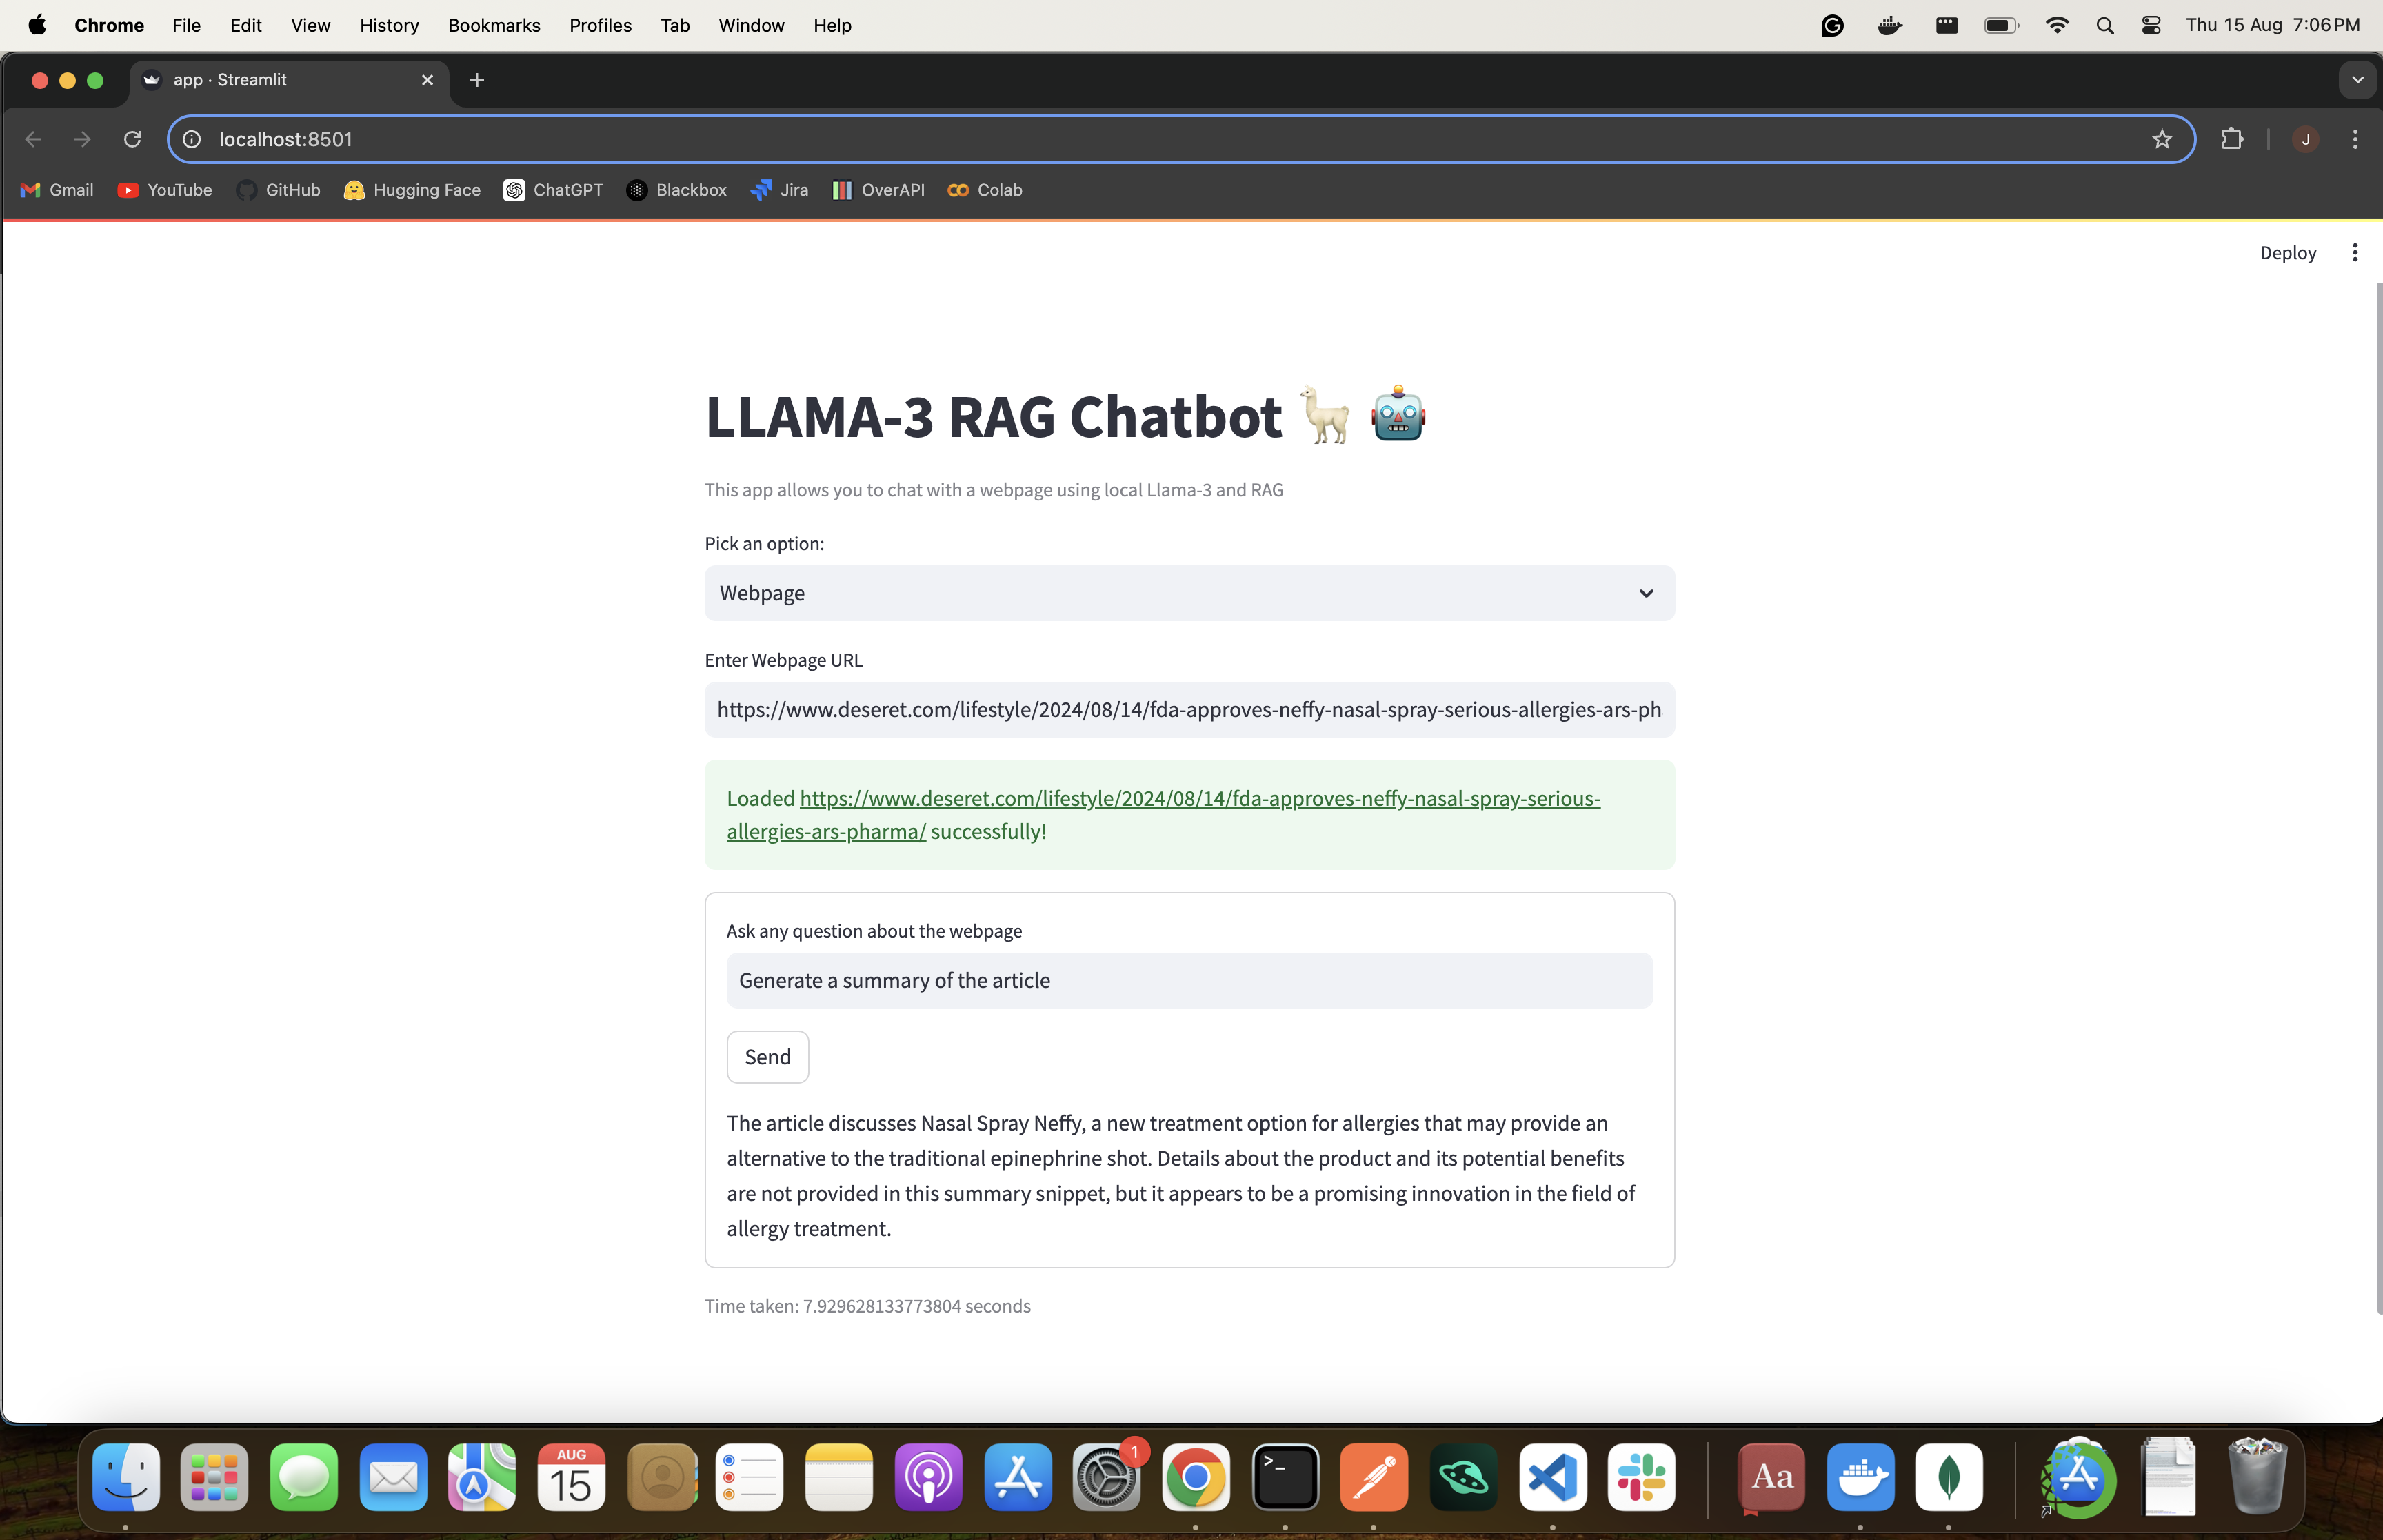 Chrome File Edit View History Bookmarks Profiles Tab Window Help Thu 15 Aug 7:06 PM
app · Streamlit
localhost:8501 J
Gmail YouTube GitHub Hugging Face ChatGPT Blackbox Jira OverAPI Colab
Deploy
LLAMA-3 RAG Chatbot 🦙 🤖
This app allows you to chat with a webpage using local Llama-3 and RAG
Pick an option:
Webpage
Enter Webpage URL
https://www.deseret.com/lifestyle/2024/08/14/fda-approves-neffy-nasal-spray-serious-allergies-ars-ph
Loaded https://www.deseret.com/lifestyle/2024/08/14/fda-approves-neffy-nasal-spray-serious-
allergies-ars-pharma/ successfully!
Ask any question about the webpage
Generate a summary of the article
Send
The article discusses Nasal Spray Neffy, a new treatment option for allergies that may provide an
alternative to the traditional epinephrine shot. Details about the product and its potential benefits
are not provided in this summary snippet, but it appears to be a promising innovation in the field of
allergy treatment.
Time taken: 7.929628133773804 seconds
AUG
15
1
>_
Aa